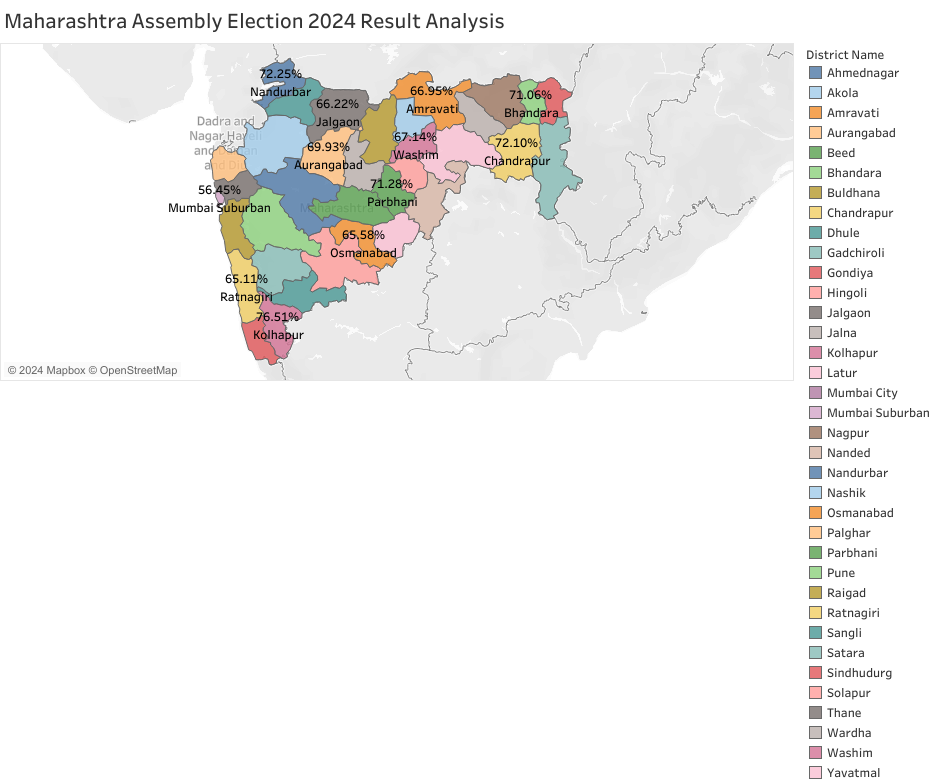 Maharashtra Assembly Election 2024 Result Analysis
72.25%
Nandurbar
66.22%
Jalgaon
66.95%
Amravati
71.06%
Bhandara
Dadra and
Nagar
and
and
67.14%
Washim
69.93%
Aurangabad
72.10%
Chandrapur
56.45%
Mumbai Suburban
71.28%
Parbhani
Maharashtra
65.58%
Osmanabad
65.11%
Ratnagiri
76.51%
Kolhapur
© 2024 Mapbox © OpenStreetMap
District Name
Ahmednagar
Akola
Amravati
Aurangabad
Beed
Bhandara
Buldhana
Chandrapur
Dhule
Gadchiroli
Gondiya
Hingoli
Jalgaon
Jalna
Kolhapur
Latur
Mumbai City
Mumbai Suburban
Nagpur
Nanded
Nandurbar
Nashik
Osmanabad
Palghar
Parbhani
Pune
Raigad
Ratnagiri
Sangli
Satara
Sindhudurg
Solapur
Thane
Wardha
Washim
Yavatmal